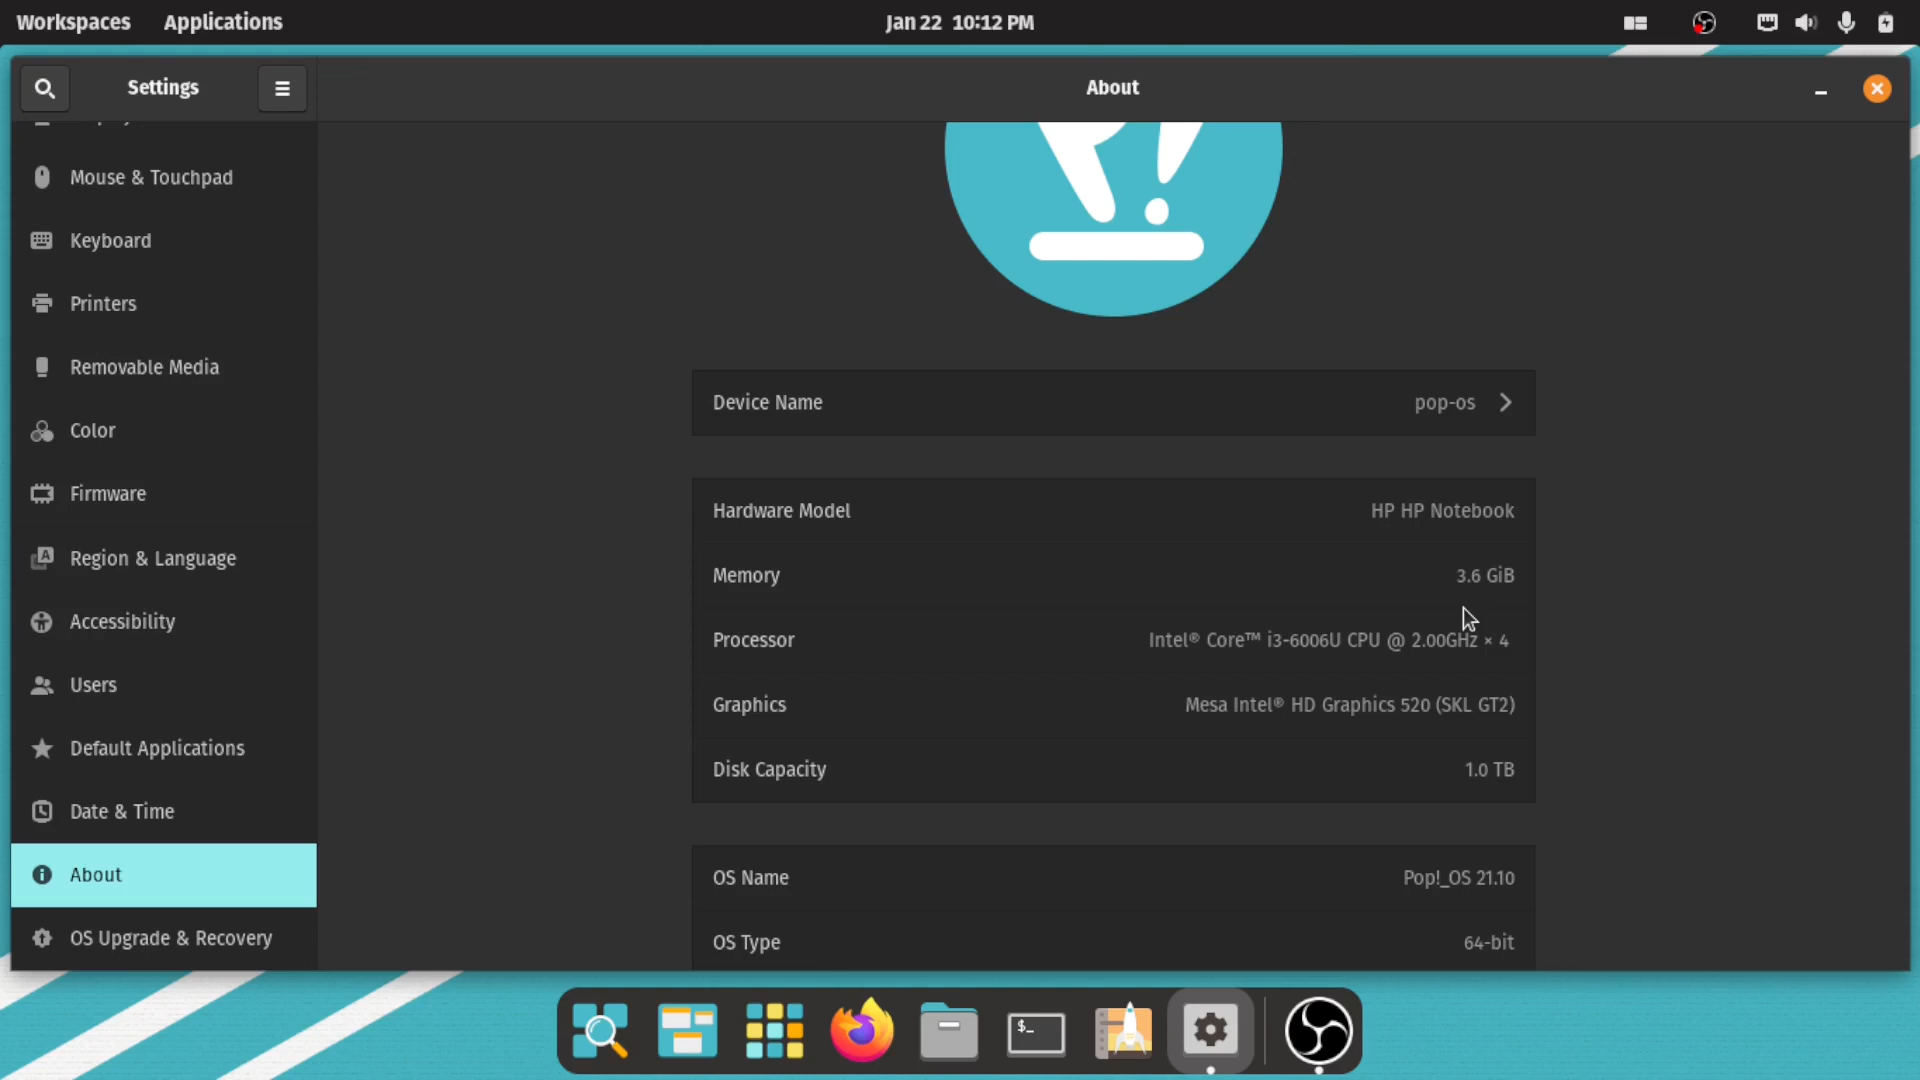 Workspaces Applications Jan 22 10:12 PM
Settings About
Mouse & Touchpad
Keyboard
Printers
Removable Media
Color
Firmware
Region & Language
Accessibility
Users
Default Applications
Date & Time
About
OS Upgrade & Recovery
Device Name pop-os
Hardware Model HP HP Notebook
Memory 3.6 GiB
Processor Intel® Core™ i3-6006U CPU @ 2.00GHz × 4
Graphics Mesa Intel® HD Graphics 520 (SKL GT2)
Disk Capacity 1.0 TB
OS Name Pop!_OS 21.10
OS Type 64-bit
$_